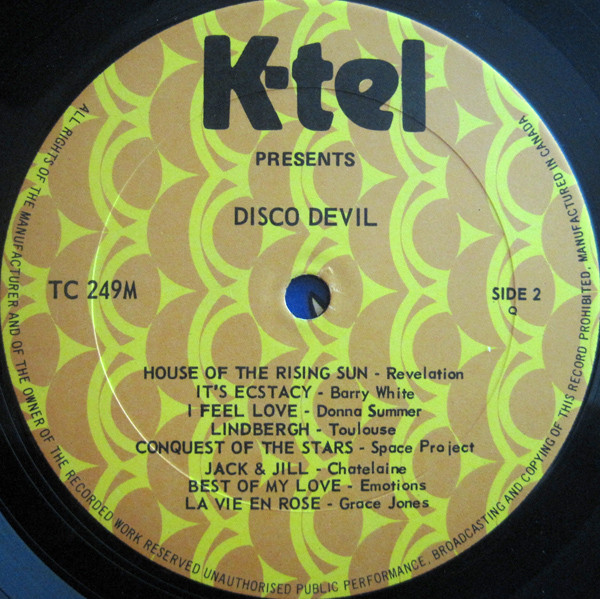 K-tel
PRESENTS
DISCO DEVIL
TC 249M
SIDE 2
HOUSE OF THE RISING SUN - Revelation
IT'S ECSTACY - Barry White
I FEEL LOVE - Donna Summer
LINDBERGH - Toulouse
CONQUEST OF THE STARS - Space Project
JACK & JILL - Chatelaine
BEST OF MY LOVE - Emotions
LA VIE EN ROSE - Grace Jones
ALL RIGHTS OF THE MANUFACTURER AND OF THE OWNER OF THE RECORDED WORK RESERVED UNAUTHORISED PUBLIC PERFORMANCE, BROADCASTING AND COPYING OF THIS RECORD PROHIBITED. MANUFACTURED IN CANADA